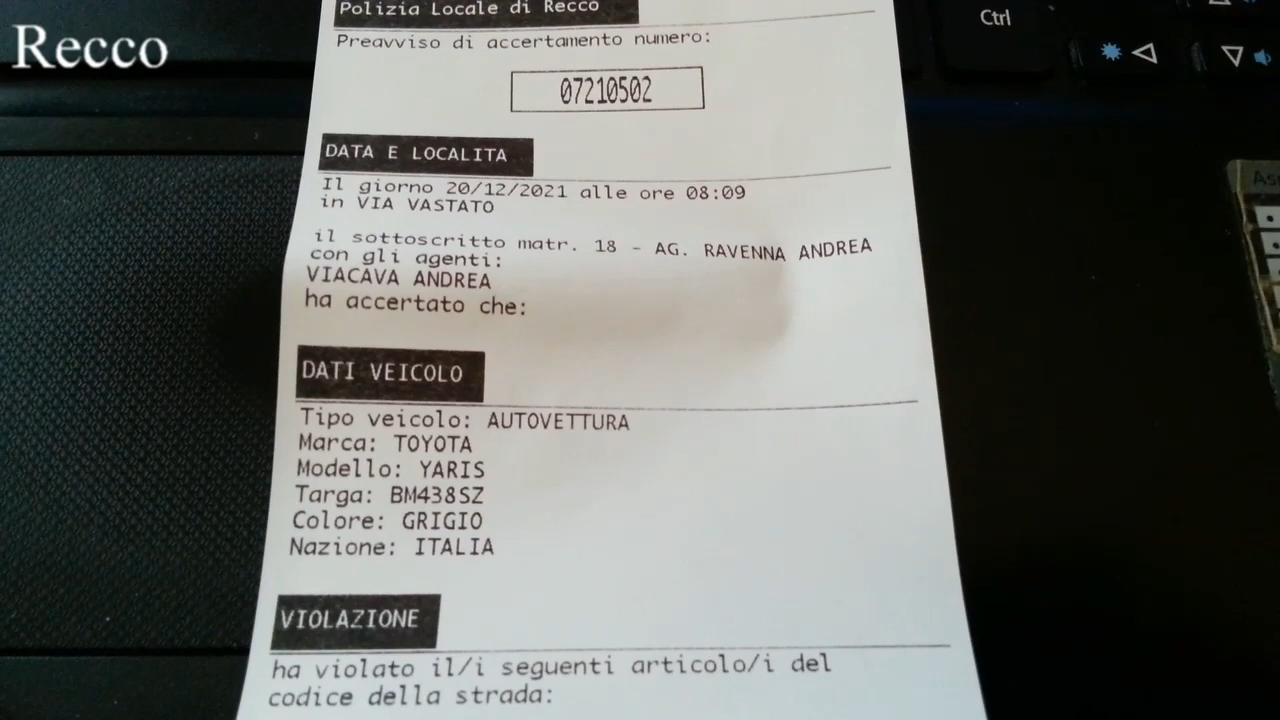 Recco
Polizia Locale di Recco
Preavviso di accertamento numero:
07210502
DATA E LOCALITA
Il giorno 20/12/2021 alle ore 08:09
in VIA VASTATO
il sottoscritto matr. 18 - AG. RAVENNA ANDREA
con gli agenti:
VIACAVA ANDREA
ha accertato che:
DATI VEICOLO
Tipo veicolo: AUTOVETTURA
Marca: TOYOTA
Modello: YARIS
Targa: BM438SZ
Colore: GRIGIO
Nazione: ITALIA
VIOLAZIONE
ha violato il/i seguenti articolo/i del
codice della strada:
Ctrl